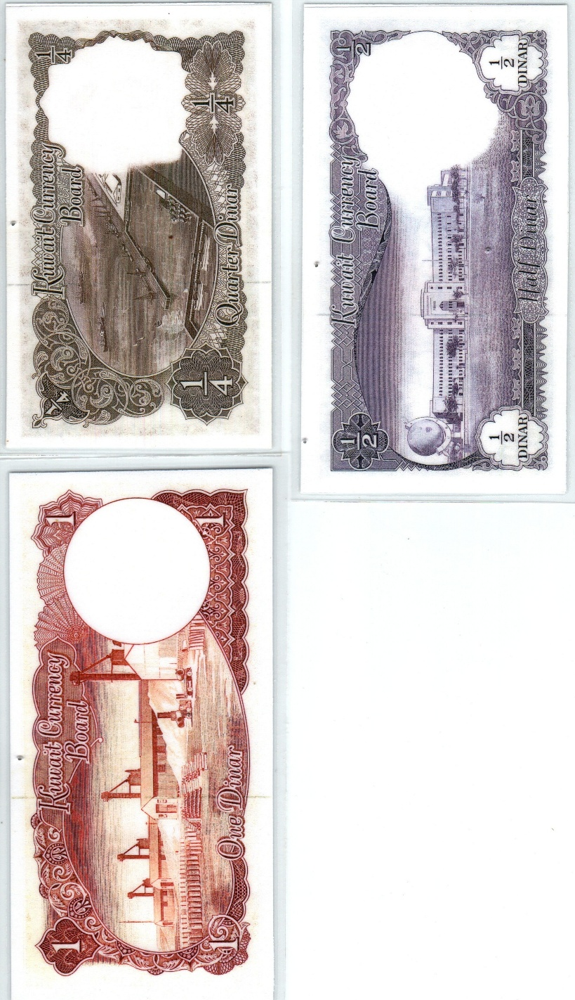 1/4
Kuwait Currency
Board
1/4
1/4
Quarter Dinar
1/4
1/2
Kuwait Currency
Board
1/2
1/2
DINAR
Half Dinar
1/2
DINAR
1
Kuwait Currency
Board
1
1
One Dinar
1